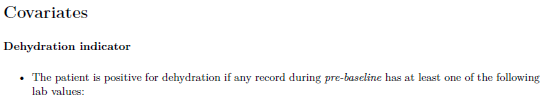 Covariates
Dehydration indicator
• The patient is positive for dehydration if any record during pre-baseline has at least one of the following
lab values: